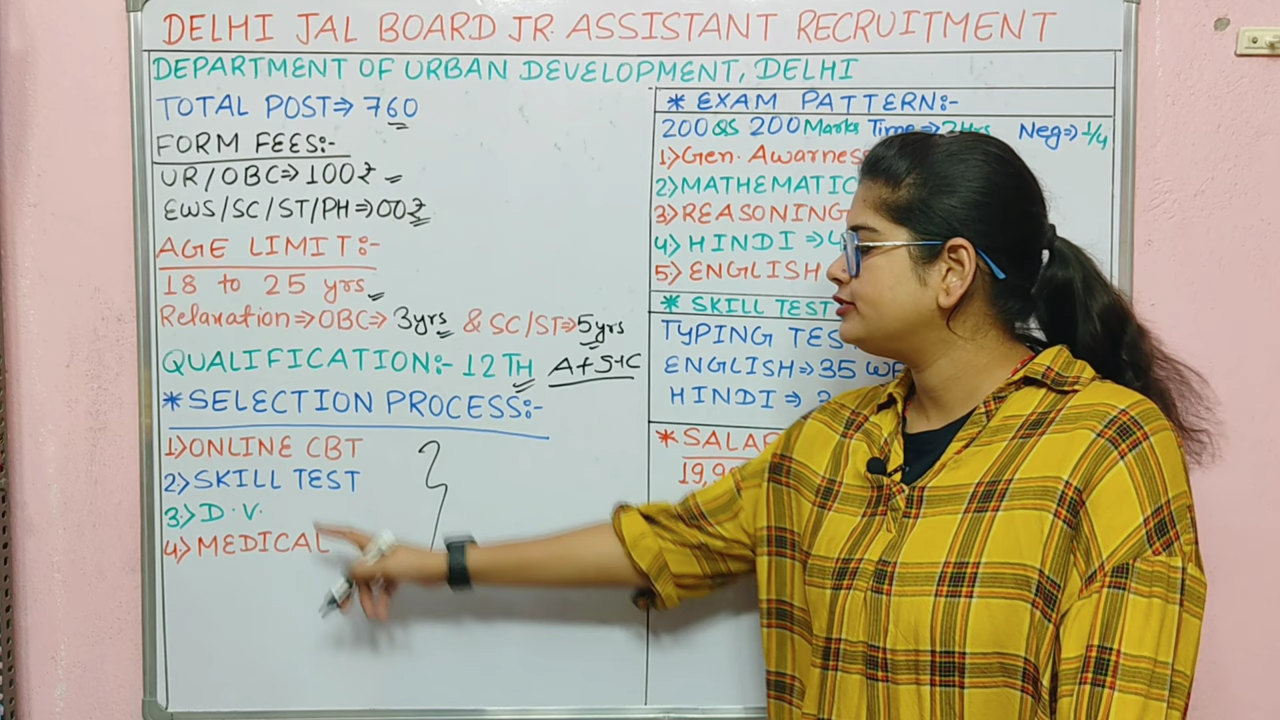 DELHI JAL BOARD JR. ASSISTANT RECRUITMENT
DEPARTMENT OF URBAN DEVELOPMENT, DELHI
TOTAL POST⇒ 760
FORM FEES:-
UR/OBC⇒100₹
EWS/SC/ST/PH⇒00₹
AGE LIMIT:-
18 to 25 yrs
Relaxation⇒OBC⇒ 3yrs & SC/ST⇒5yrs
QUALIFICATION:- 12TH A+S+C
*SELECTION PROCESS:-
1>ONLINE CBT
2>SKILL TEST
3>D.V.
4>MEDICAL
* EXAM PATTERN:-
200 QS 200 Marks Time⇒2Hrs Neg⇒1/4
1>Gen. Awarness
2>MATHEMATIC
3>REASONING
4>HINDI ⇒4
5>ENGLISH
* SKILL TEST
TYPING TES
ENGLISH⇒35 WP
HINDI ⇒ 3
*SALAR
19,90